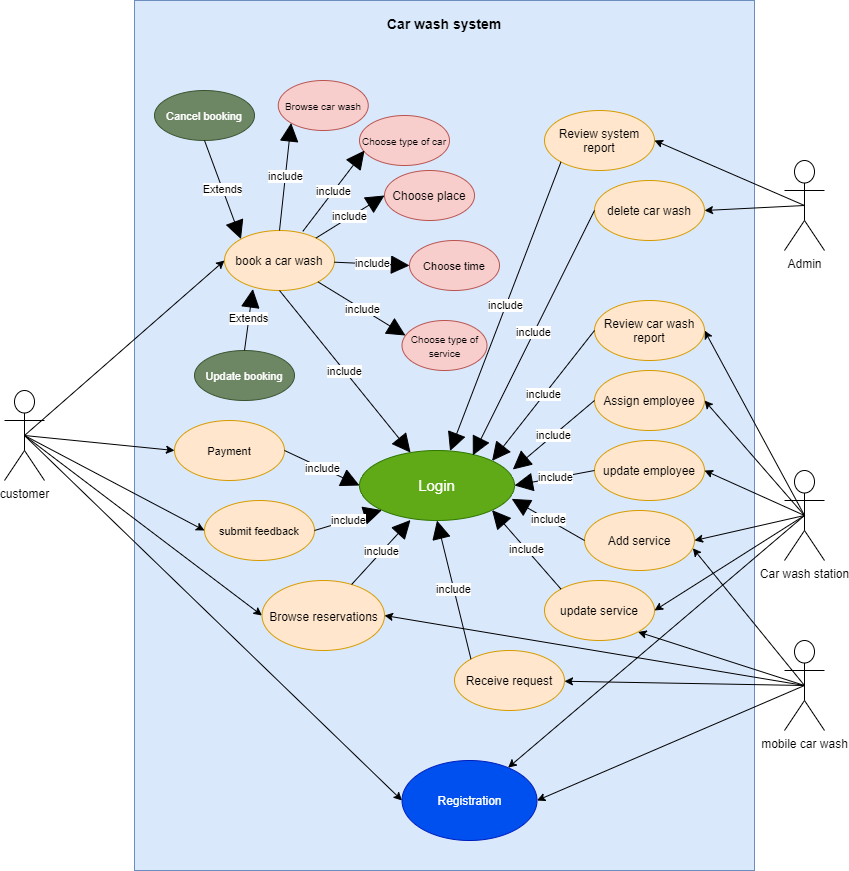 Car wash system
Cancel booking
Browse car wash
Choose type of car
Review system
report
include
include
Extends
Choose place
include
delete car wash
Admin
book a car wash
include
Choose time
include
include
Extends
Review car wash
report
include
Choose type of
service
include
Update booking
include
Assign employee
customer
include
Payment
include
Login
include
update employee
Car wash station
submit feedback
include
include
Add service
include
include
include
Browse reservations
update service
Receive request
mobile car wash
Registration